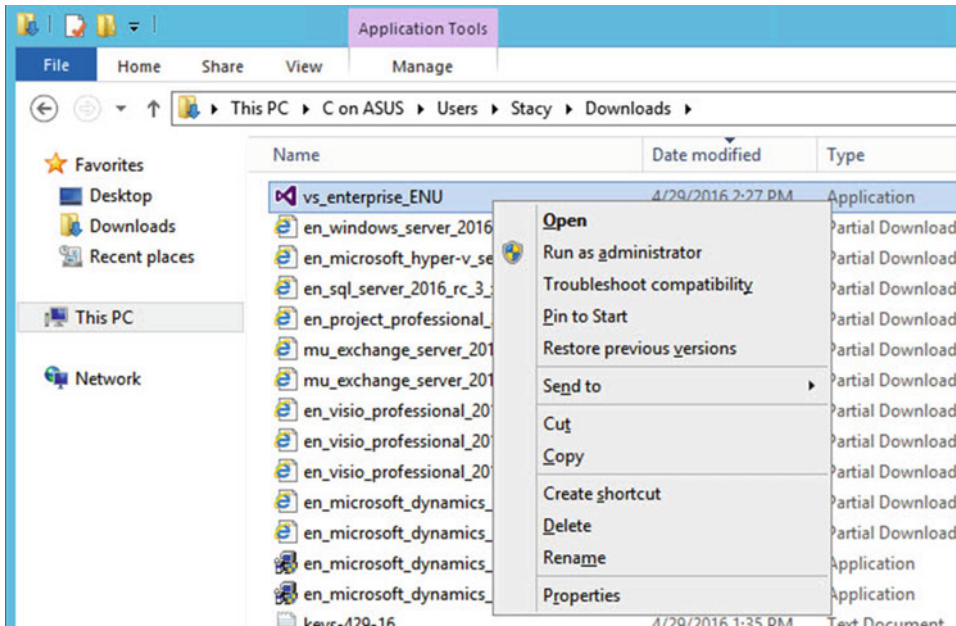 Application Tools
File Home Share View Manage
This PC C on ASUS Users Stacy Downloads
Name Date modified Type
Favorites
Desktop
Downloads
Recent places
This PC
Network
vs_enterprise_ENU 4/29/2016 2:27 PM Application
en_windows_server_2016 Partial Download
en_microsoft_hyper-v_se Partial Download
en_sql_server_2016_rc_3_ Partial Download
en_project_professional_ Partial Download
mu_exchange_server_201 Partial Download
mu_exchange_server_201 Partial Download
en_visio_professional_20 Partial Download
en_visio_professional_20 Partial Download
en_visio_professional_20 Partial Download
en_microsoft_dynamics_ Partial Download
en_microsoft_dynamics_ Partial Download
en_microsoft_dynamics_ Application
en_microsoft_dynamics_ Application
keys-429-16 4/29/2016 1:35 PM Text Document
Open
Run as administrator
Troubleshoot compatibility
Pin to Start
Restore previous versions
Send to
Cut
Copy
Create shortcut
Delete
Rename
Properties